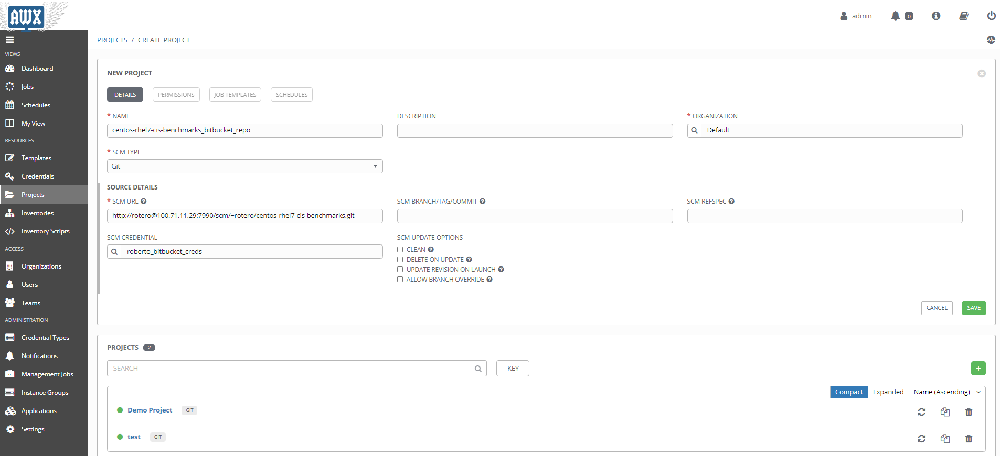 AWX
admin
0
PROJECTS / CREATE PROJECT
VIEWS
Dashboard
Jobs
Schedules
My View
RESOURCES
Templates
Credentials
Projects
Inventories
Inventory Scripts
ACCESS
Organizations
Users
Teams
ADMINISTRATION
Credential Types
Notifications
Management Jobs
Instance Groups
Applications
Settings
NEW PROJECT
DETAILS PERMISSIONS JOB TEMPLATES SCHEDULES
* NAME DESCRIPTION * ORGANIZATION
centos-rhel7-cis-benchmarks_bitbucket_repo Default
* SCM TYPE
Git
SOURCE DETAILS
* SCM URL ? SCM BRANCH/TAG/COMMIT ? SCM REFSPEC ?
http://rotero@100.71.11.29:7990/scm/~rotero/centos-rhel7-cis-benchmarks.git
SCM CREDENTIAL SCM UPDATE OPTIONS
roberto_bitbucket_creds
CLEAN ?
DELETE ON UPDATE ?
UPDATE REVISION ON LAUNCH ?
ALLOW BRANCH OVERRIDE ?
CANCEL SAVE
PROJECTS 2
SEARCH KEY +
Compact Expanded Name (Ascending)
Demo Project GIT
test GIT